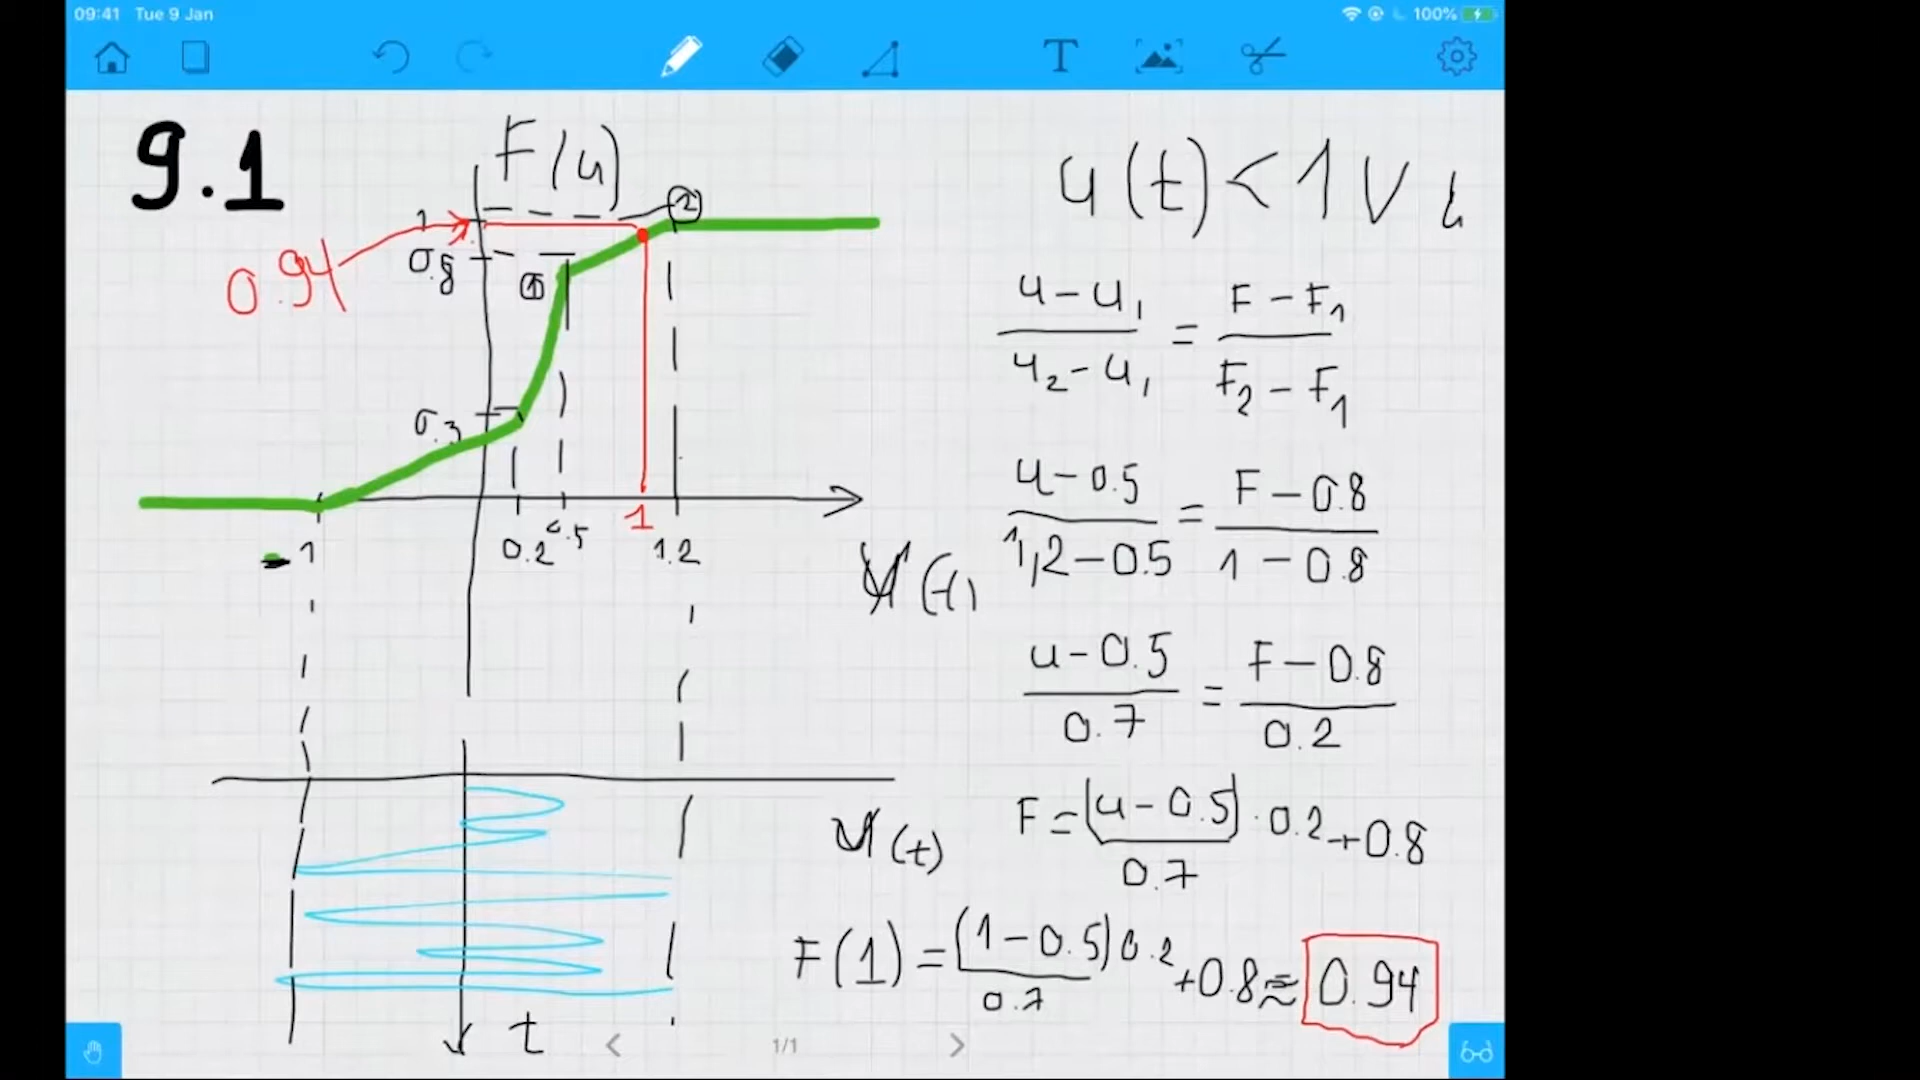 09:41 Tue 9 Jan 100%
T
9.1
F(u)
u(t) < 1 V
1
2
0.94
0.8
1
0.3
u - u1 / u2 - u1 = F - F1 / F2 - F1
u - 0.5 / 1,2 - 0.5 = F - 0.8 / 1 - 0.8
-1
0.2
0.5
1
1.2
u - 0.5 / 0.7 = F - 0.8 / 0.2
F = (u - 0.5) / 0.7 · 0.2 + 0.8
(t)
F(1) = (1 - 0.5) 0.2 / 0.7 + 0.8 ≈ 0.94
t
1/1